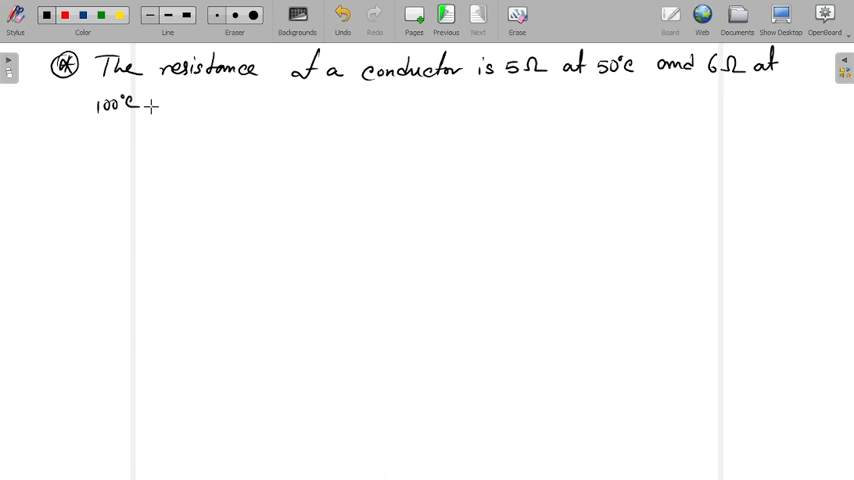 Stylus Color Line Eraser Backgrounds Undo Redo Pages Previous Next Erase Board Web Documents Show Desktop OpenBoard
The resistance of a conductor is 5Ω at 50°C and 6Ω at
100°C